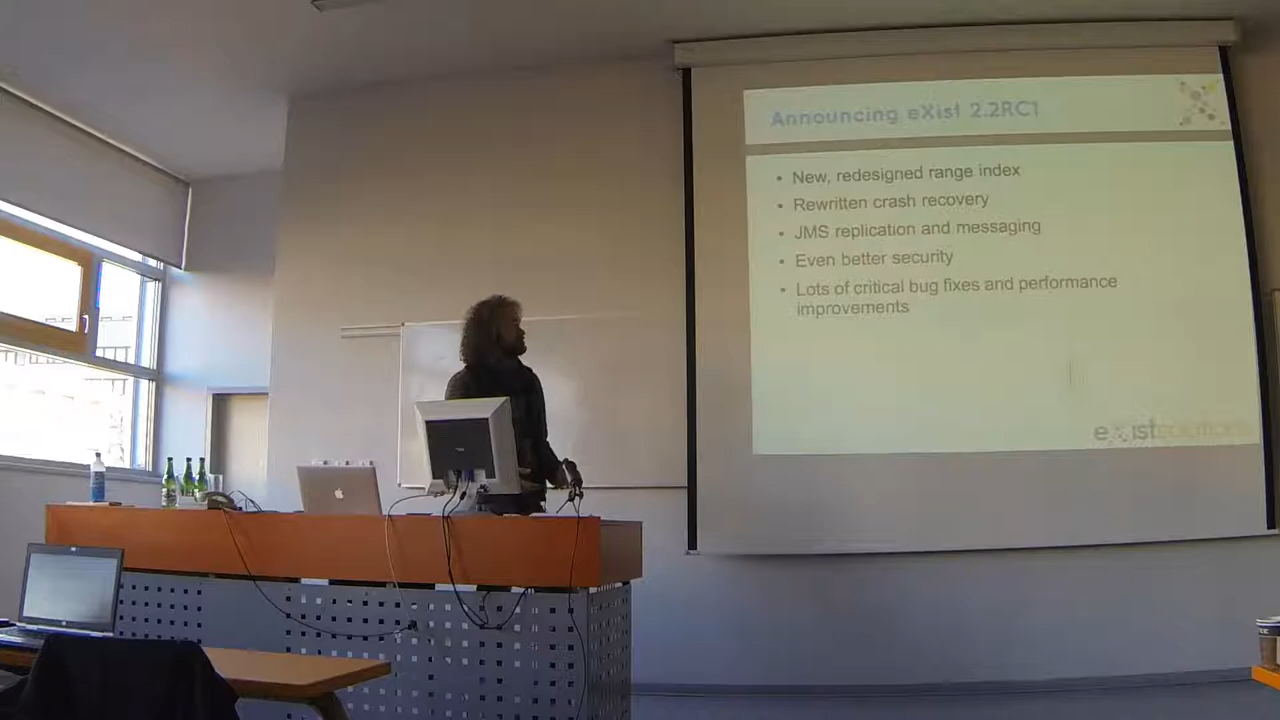 Announcing eXist 2.2RC1
• New, redesigned range index
• Rewritten crash recovery
• JMS replication and messaging
• Even better security
• Lots of critical bug fixes and performance
improvements
eXistsolutions